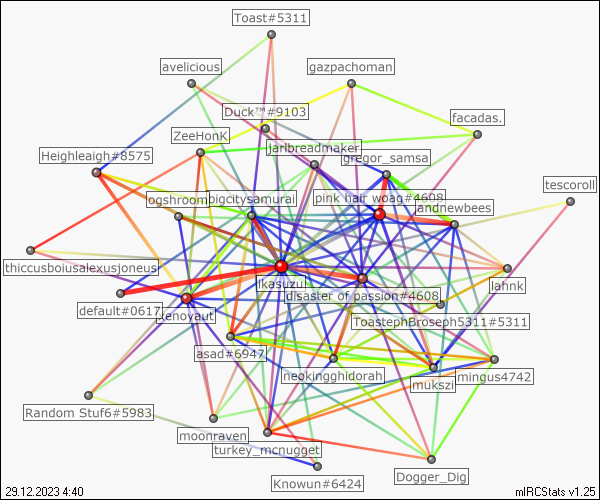 Toast#5311
avelicious
gazpachoman
Duck™#9103
facadas.
ZeeHonK
jarlbreadmaker
Heighleaigh#8575
gregor_samsa
tescoroll
ogshroom
bigcitysamurai
pink hair woag#4608
andnewbees
thiccusboiusalexusjoneus
ikasuzui
lahnk
default#0617
xenoyaut
disaster of passion#4608
ToastephBroseph5311#5311
asad#6947
neokingghidorah
mukszi
mingus4742
Random Stuf6#5983
moonraven
turkey_mcnugget
Knowun#6424
Dogger_Dig
29.12.2023 4:40
mIRCStats v1.25